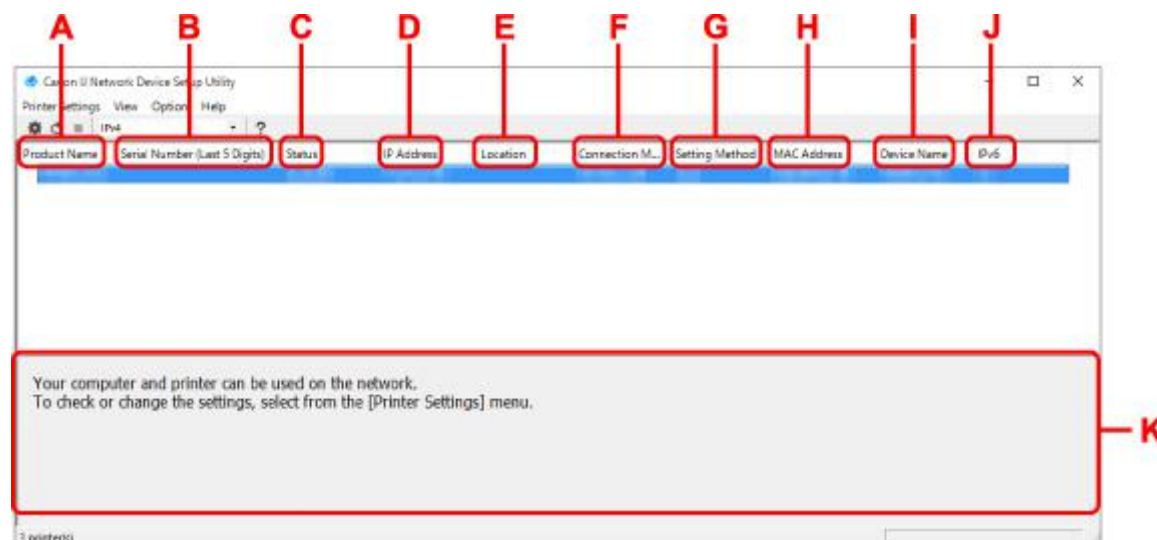 A B C D E F G H I J
Canon IJ Network Device Setup Utility
Printer Settings View Option Help
IPv4 ?
Product Name Serial Number (Last 5 Digits) Status IP Address Location Connection M... Setting Method MAC Address Device Name IPv6
Your computer and printer can be used on the network.
To check or change the settings, select from the [Printer Settings] menu.
K
printer(s)